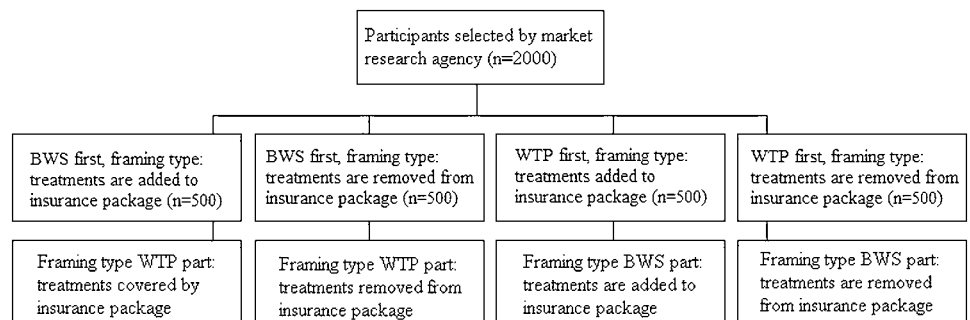 Participants selected by market
research agency (n=2000)
BWS first, framing type:
treatments are added to
insurance package (n=500)
BWS first, framing type:
treatments are removed from
insurance package (n=500)
WTP first, framing type:
treatments added to
insurance package (n=500)
WTP first, framing type:
treatments are removed from
insurance package (n=500)
Framing type WTP part:
treatments covered by
insurance package
Framing type WTP part:
treatments removed from
insurance package
Framing type BWS part:
treatments are added to
insurance package
Framing type BWS part:
treatments are removed
from insurance package